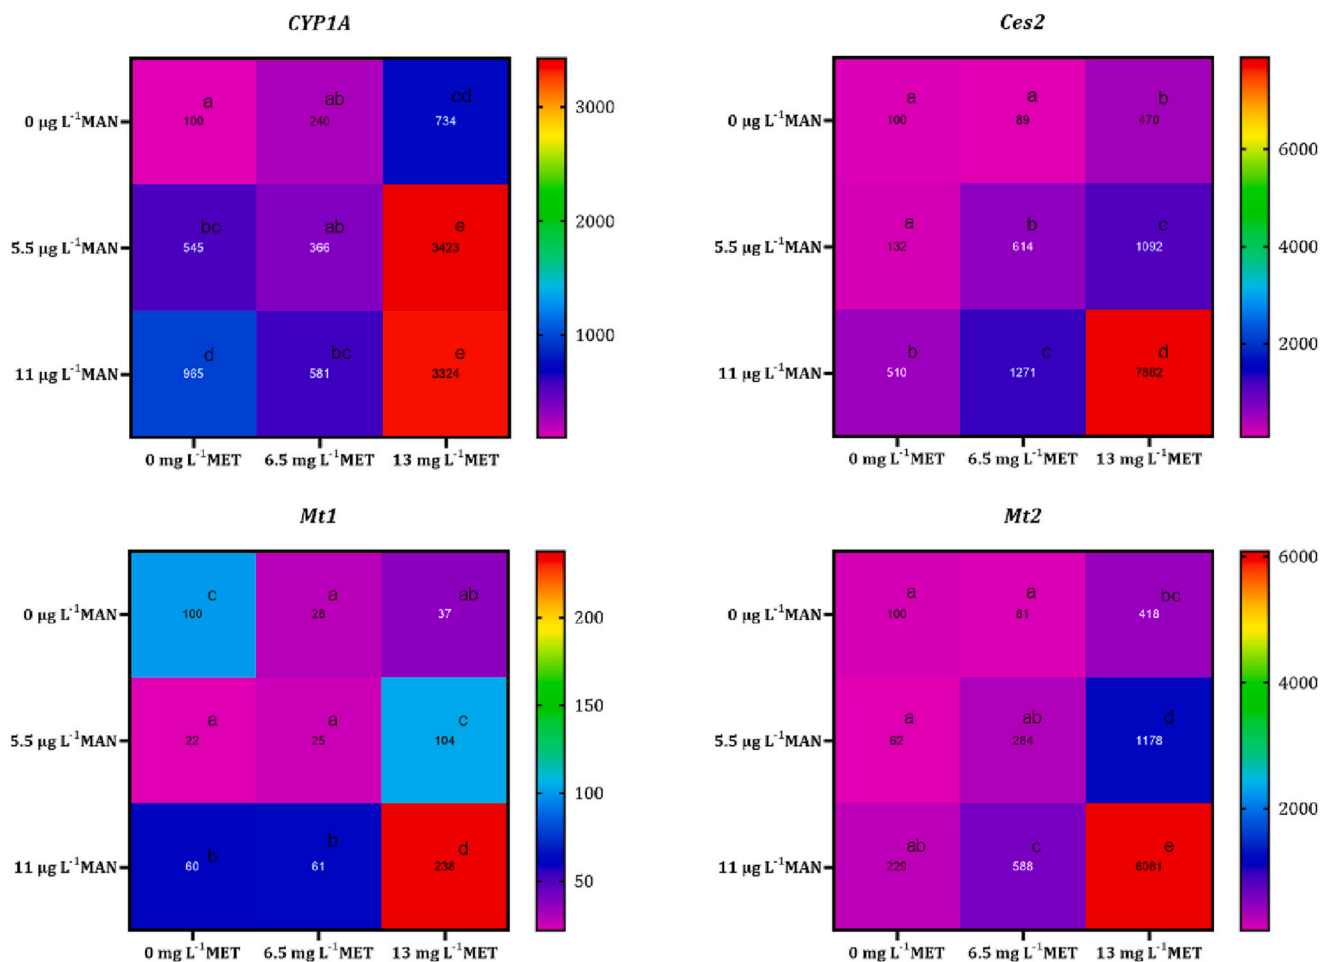 CYP1A
a ab cd
0 µg L⁻¹MAN 100 240 734
bc ab e
5.5 µg L⁻¹MAN 545 366 3423
d bc e
11 µg L⁻¹MAN 965 581 3324
0 mg L⁻¹MET 6.5 mg L⁻¹MET 13 mg L⁻¹MET
3000
2000
1000
Ces2
a a b
0 µg L⁻¹MAN 100 89 470
a b c
5.5 µg L⁻¹MAN 132 614 1092
b c d
11 µg L⁻¹MAN 510 1271 7882
0 mg L⁻¹MET 6.5 mg L⁻¹MET 13 mg L⁻¹MET
6000
4000
2000
Mt1
c a ab
0 µg L⁻¹MAN 100 28 37
a a c
5.5 µg L⁻¹MAN 22 25 104
b b d
11 µg L⁻¹MAN 60 61 238
0 mg L⁻¹MET 6.5 mg L⁻¹MET 13 mg L⁻¹MET
200
150
100
50
Mt2
a a bc
0 µg L⁻¹MAN 100 81 418
a ab d
5.5 µg L⁻¹MAN 62 284 1178
ab c e
11 µg L⁻¹MAN 229 588 6081
0 mg L⁻¹MET 6.5 mg L⁻¹MET 13 mg L⁻¹MET
6000
4000
2000